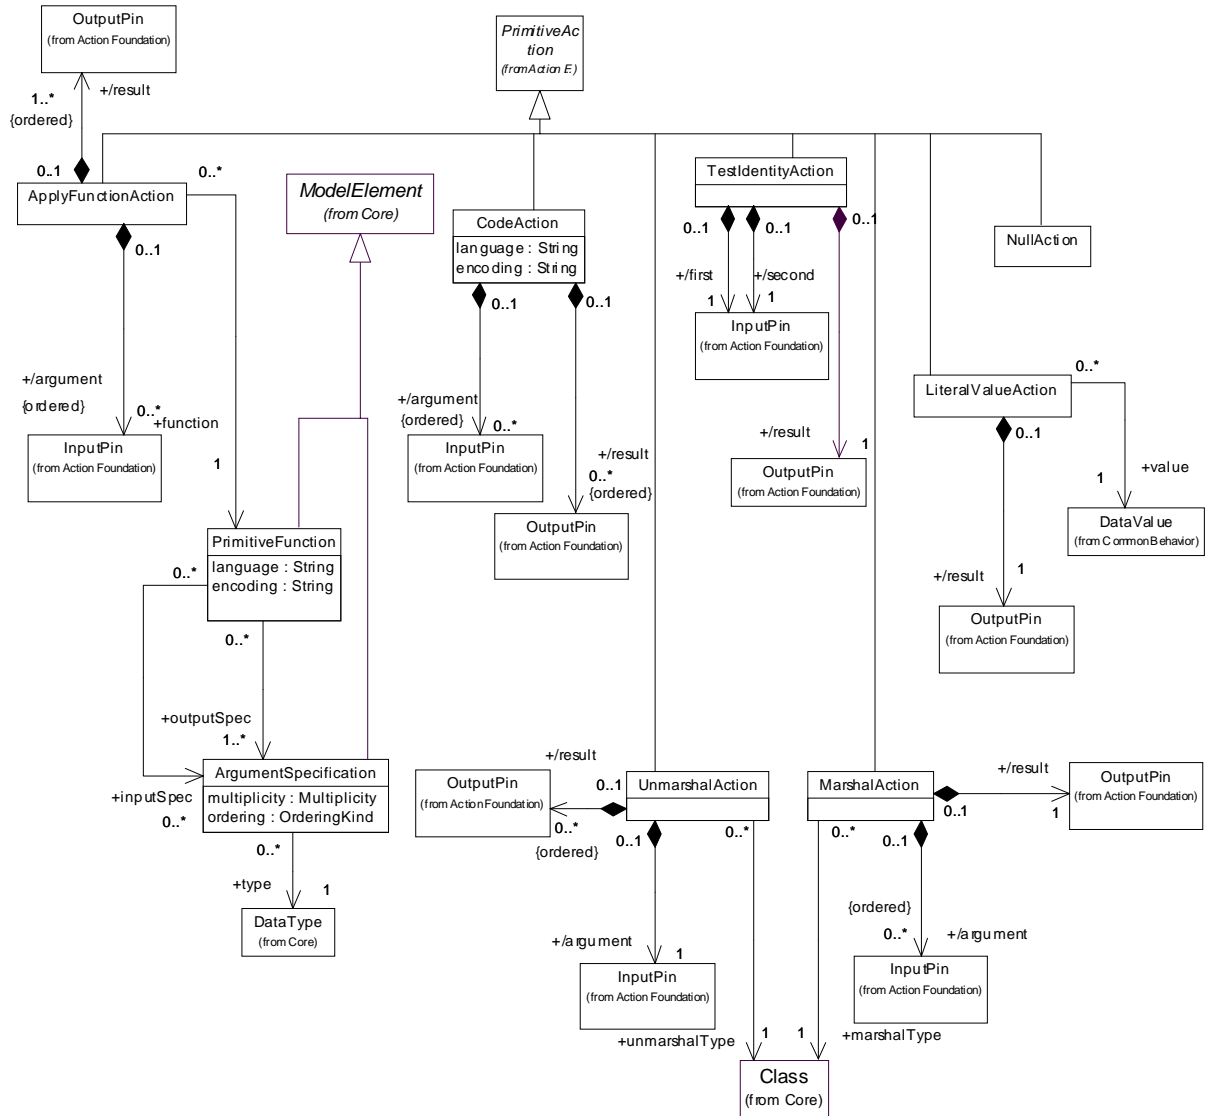 OutputPin
(from Action Foundation)
+/result
1..*
{ordered}
0..1
ApplyFunctionAction
0..*
0..1
+/argument
{ordered}
0..*
InputPin
(from Action Foundation)
+function
1
PrimitiveAc
tion
(from Action E.)
ModelElement
(from Core)
CodeAction
language : String
encoding : String
0..1
0..1
+/argument
{ordered}
0..*
InputPin
(from Action Foundation)
+/result
0..*
{ordered}
OutputPin
(from Action Foundation)
TestIdentityAction
0..1
0..1
0..1
+/first
+/second
1
1
InputPin
(from Action Foundation)
+/result
1
OutputPin
(from Action Foundation)
NullAction
LiteralValueAction
0..*
0..1
+value
1
DataValue
(from CommonBehavior)
+/result
1
OutputPin
(from Action Foundation)
PrimitiveFunction
language : String
encoding : String
0..*
0..*
+outputSpec
1..*
ArgumentSpecification
multiplicity : Multiplicity
ordering : OrderingKind
+inputSpec
0..*
0..*
+type
1
DataType
(from Core)
+/result
OutputPin
(from Action Foundation)
0..1
0..*
{ordered}
UnmarshalAction
0..1
0..*
+/argument
1
InputPin
(from Action Foundation)
+unmarshalType
1
MarshalAction
0..1
+/result
1
OutputPin
(from Action Foundation)
0..*
0..1
{ordered}
0..*
+/argument
InputPin
(from Action Foundation)
1
+marshalType
Class
(from Core)